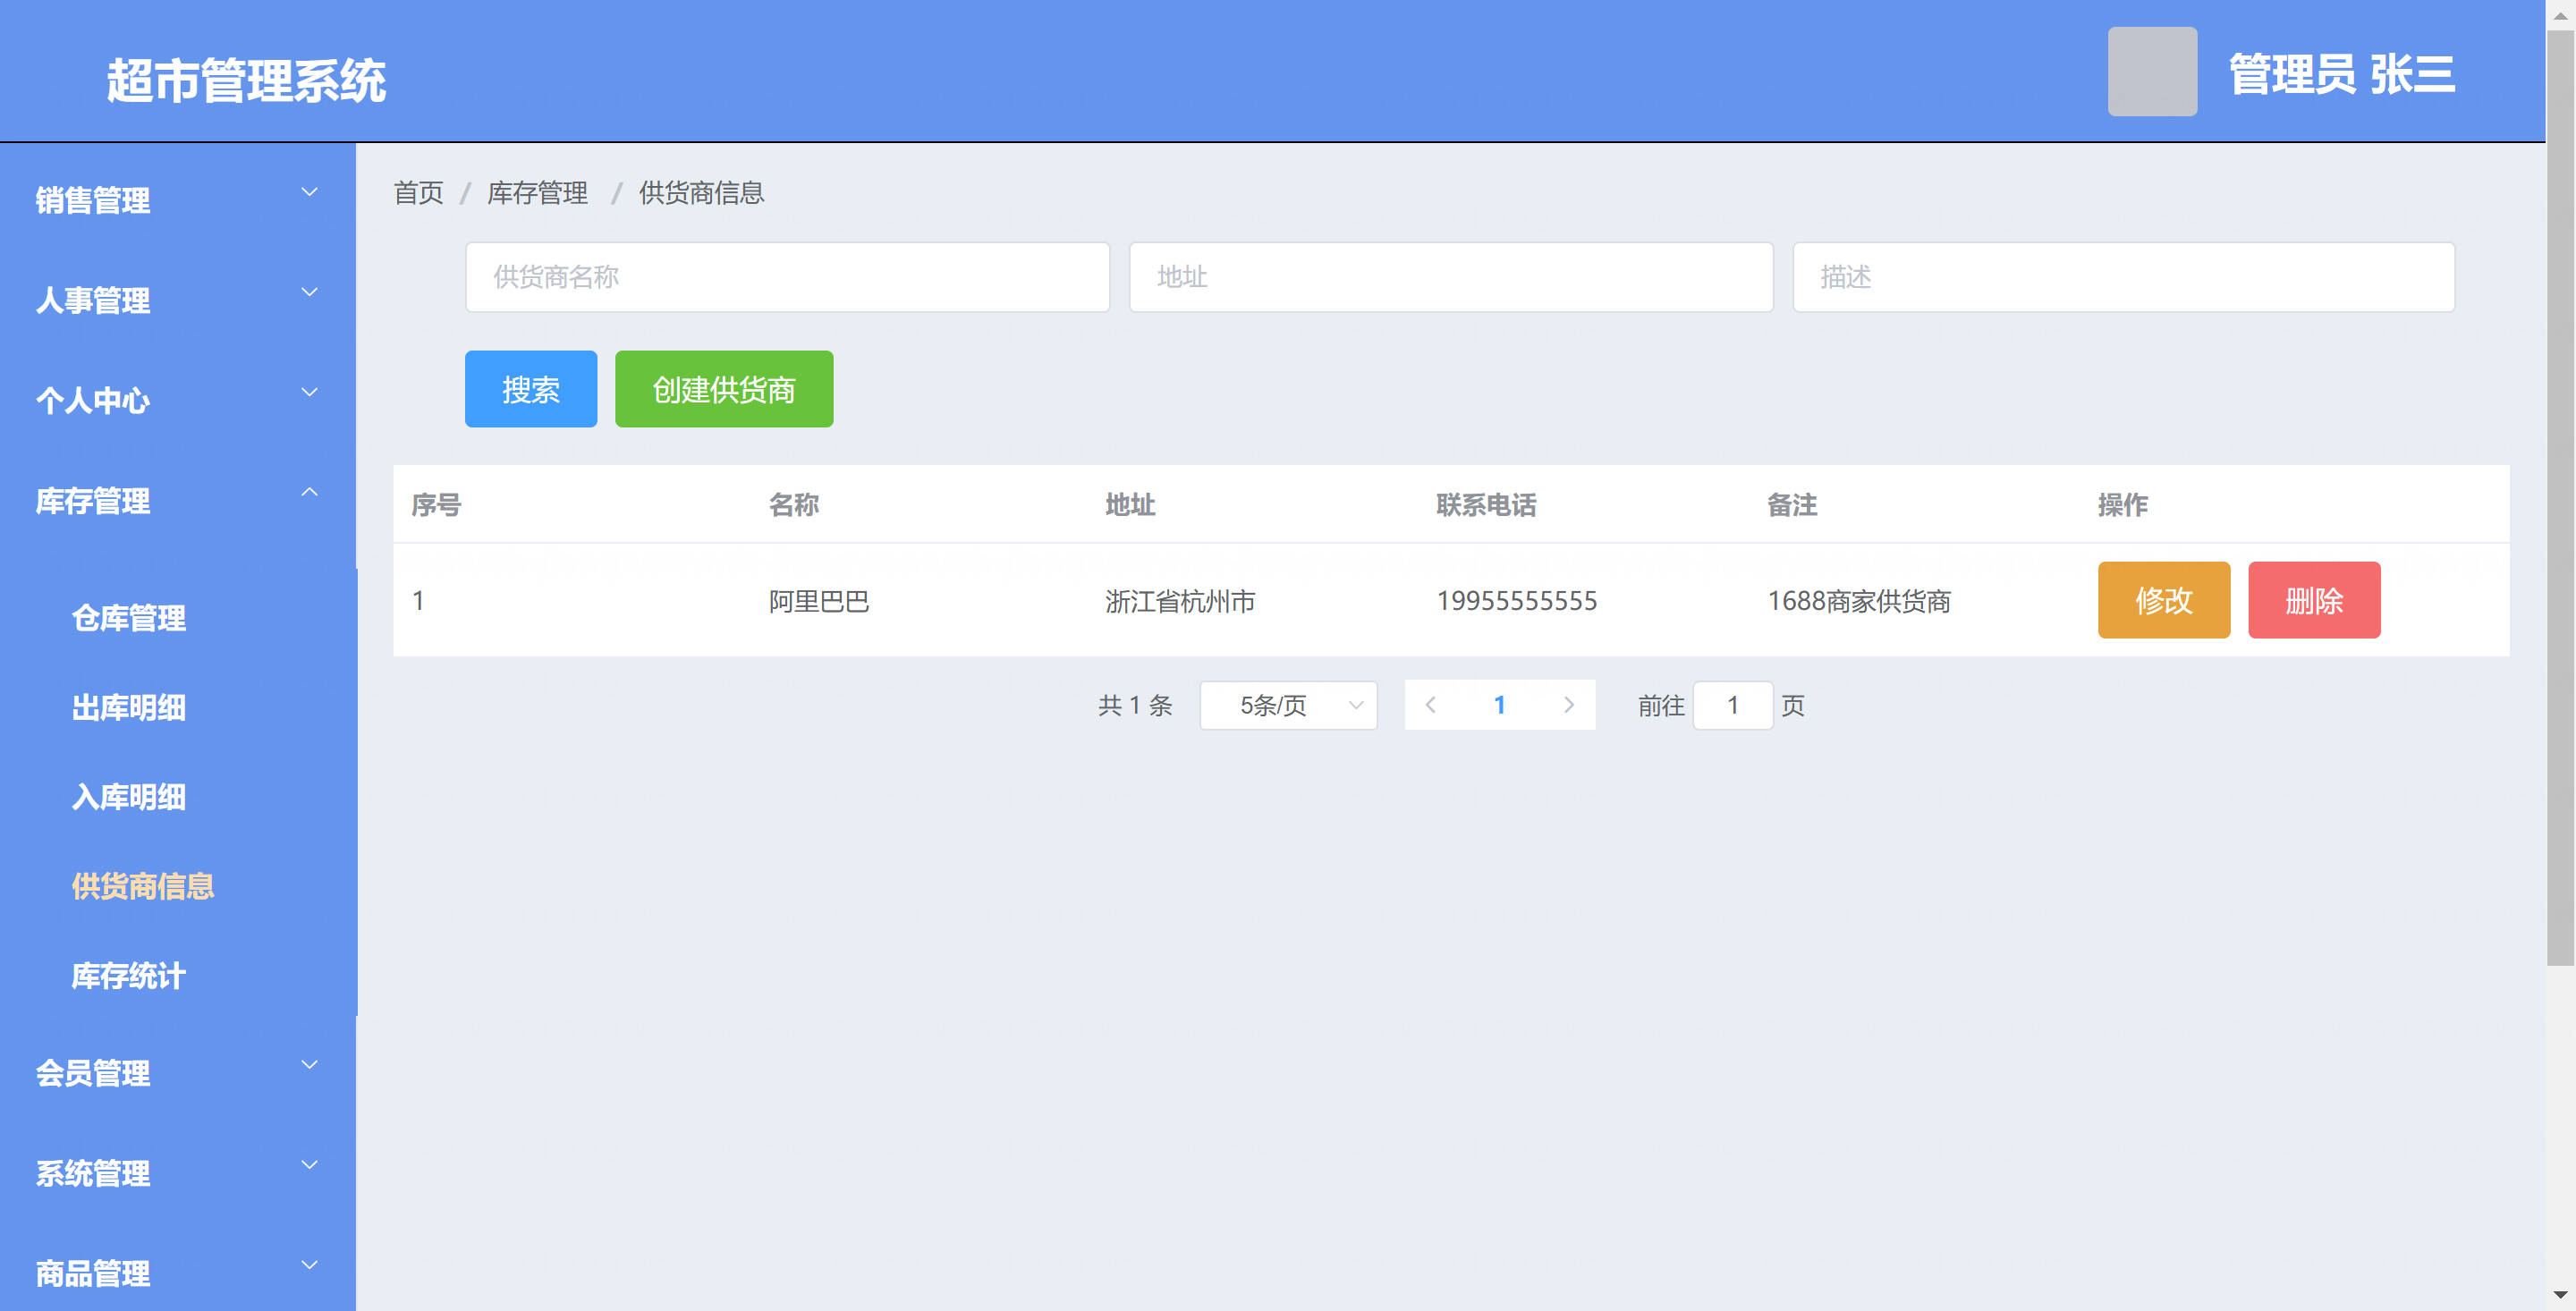 超市管理系统
管理员 张三
销售管理
人事管理
个人中心
库存管理
仓库管理
出库明细
入库明细
供货商信息
库存统计
会员管理
系统管理
商品管理
首页 / 库存管理 / 供货商信息
供货商名称 地址 描述
搜索 创建供货商
序号 名称 地址 联系电话 备注 操作
1 阿里巴巴 浙江省杭州市 19955555555 1688商家供货商 修改 删除
共 1 条 5条/页 1 前往 1 页